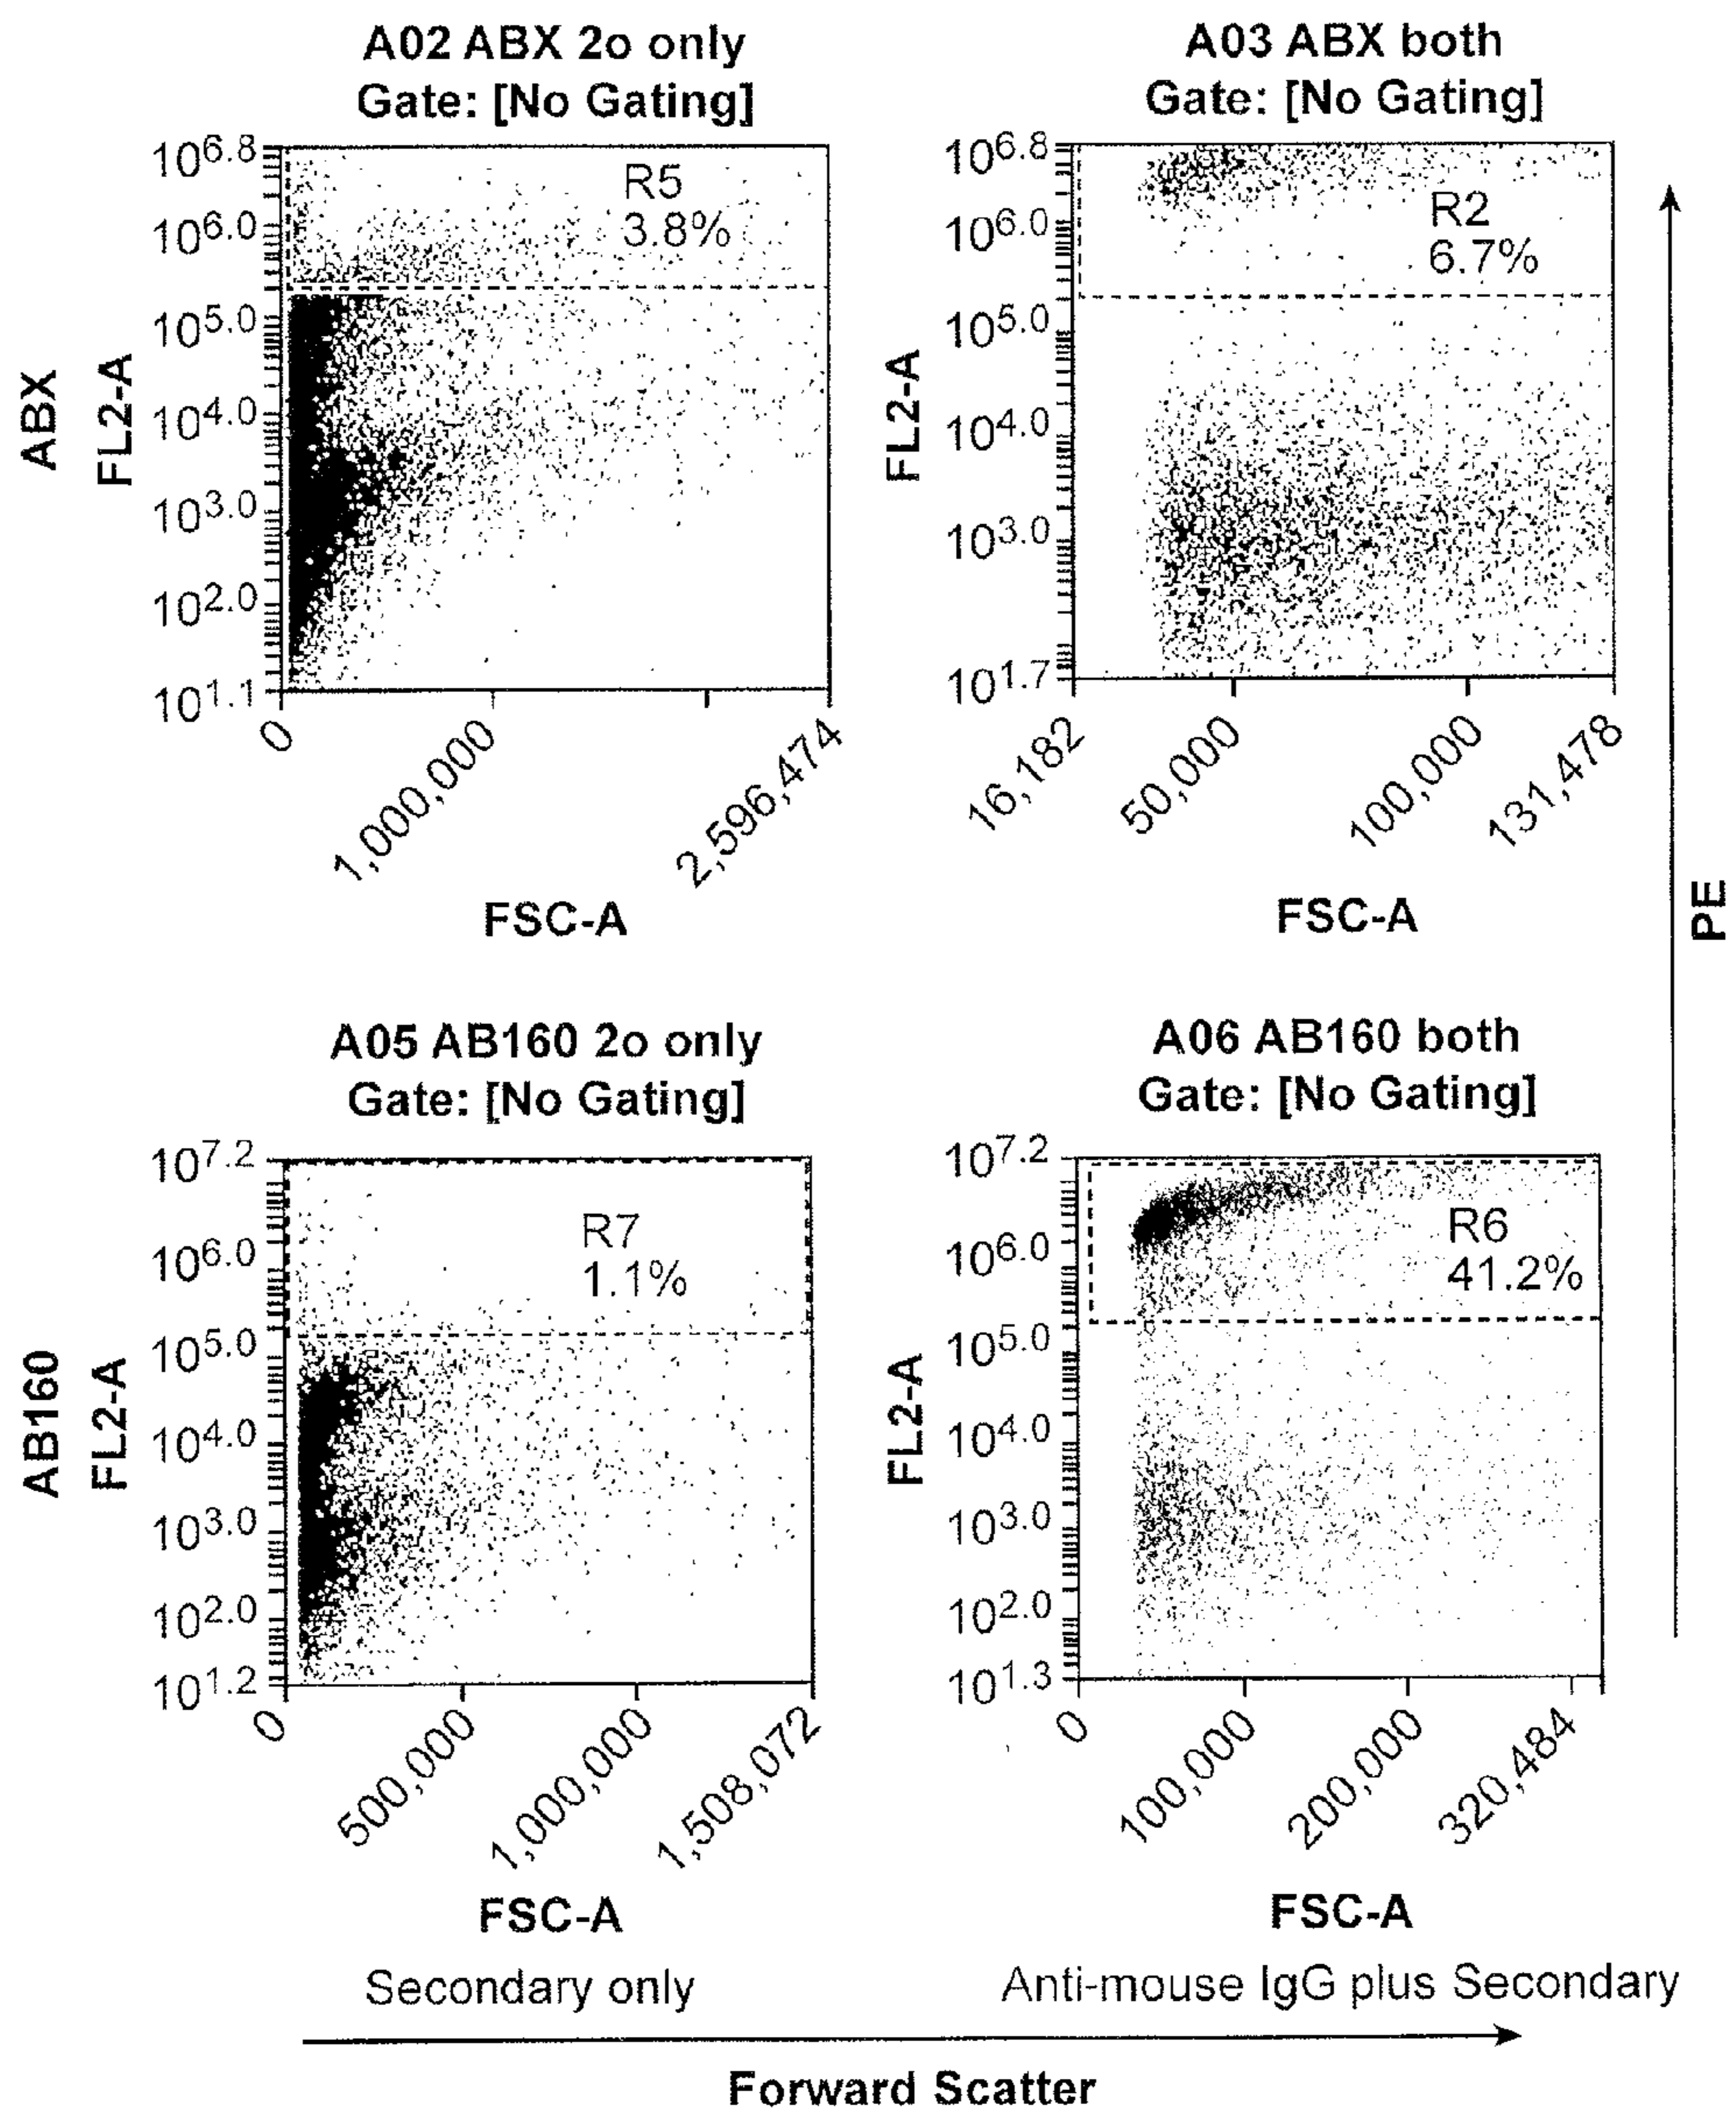 A02 ABX 2o only
Gate: [No Gating]
10^6.8
10^6.0
10^5.0
10^4.0
10^3.0
10^2.0
10^1.1
ABX
FL2-A
R5
3.8%
0
1,000,000
2,596,474
FSC-A
A03 ABX both
Gate: [No Gating]
10^6.8
10^6.0
10^5.0
10^4.0
10^3.0
10^1.7
FL2-A
R2
6.7%
16,182
50,000
100,000
131,478
FSC-A
PE
A05 AB160 2o only
Gate: [No Gating]
10^7.2
10^6.0
10^5.0
10^4.0
10^3.0
10^2.0
10^1.2
AB160
FL2-A
R7
1.1%
0
500,000
1,000,000
1,508,072
FSC-A
Secondary only
A06 AB160 both
Gate: [No Gating]
10^7.2
10^6.0
10^5.0
10^4.0
10^3.0
10^2.0
10^1.3
FL2-A
R6
41.2%
0
100,000
200,000
320,484
FSC-A
Anti-mouse IgG plus Secondary
Forward Scatter